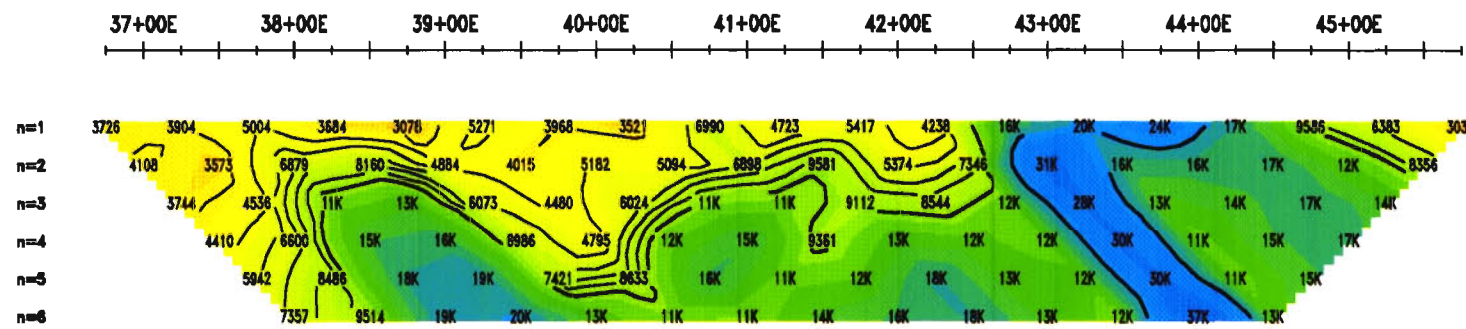 37+00E 38+00E 39+00E 40+00E 41+00E 42+00E 43+00E 44+00E 45+00E
n=1 3726 3904 5004 3684 3078 5271 3968 3521 6990 4723 5417 4238 16K 20K 24K 17K 9586 6383 303
n=2 4108 3573 6879 8160 4884 4015 5182 5094 6898 9581 5374 7346 31K 16K 16K 17K 12K 8356
n=3 3744 4536 11K 13K 6073 4480 6024 11K 11K 9112 8544 12K 28K 13K 14K 17K 14K
n=4 4410 6600 15K 16K 8986 4795 12K 15K 9361 13K 12K 12K 30K 11K 15K 17K
n=5 5942 8486 18K 19K 7421 8633 16K 11K 12K 18K 13K 12K 30K 11K 15K
n=6 7357 9514 19K 20K 13K 11K 11K 14K 16K 18K 13K 12K 37K 13K